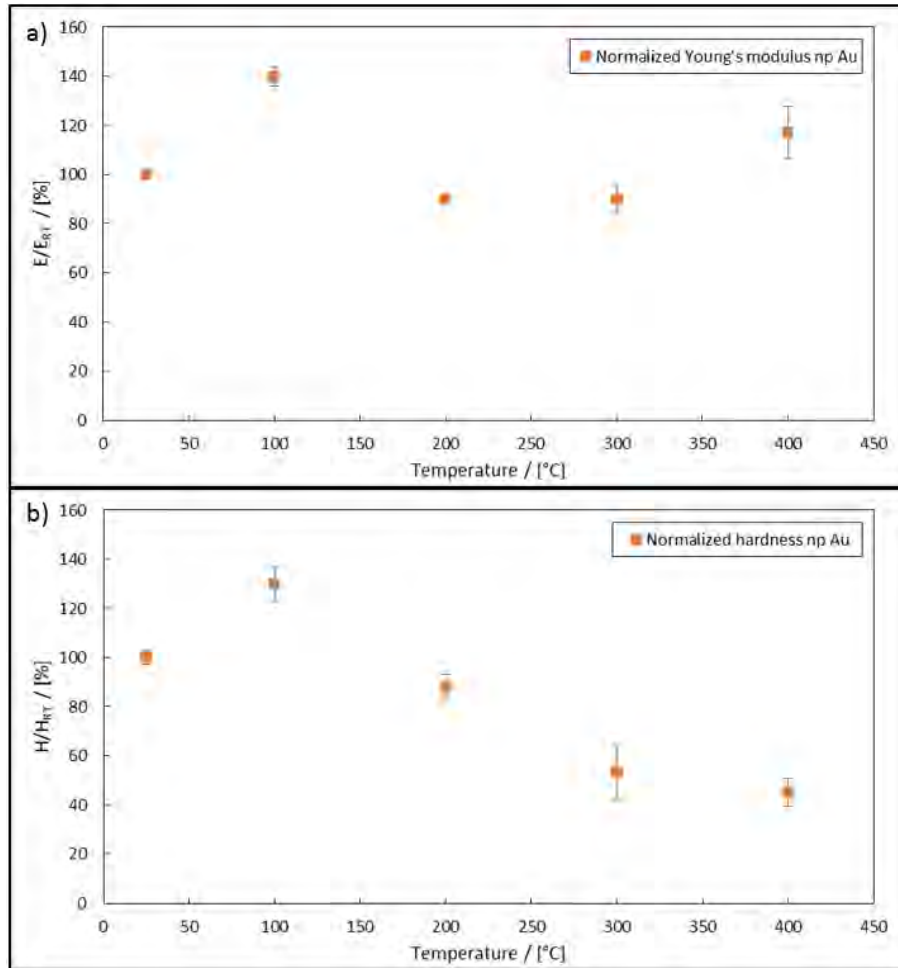 a)
160
140
120
100
80
60
40
20
0
E/E_RT / [%]
Normalized Young's modulus np Au
0 50 100 150 200 250 300 350 400 450
Temperature / [°C]
b)
160
140
120
100
80
60
40
20
0
H/H_RT / [%]
Normalized hardness np Au
0 50 100 150 200 250 300 350 400 450
Temperature / [°C]